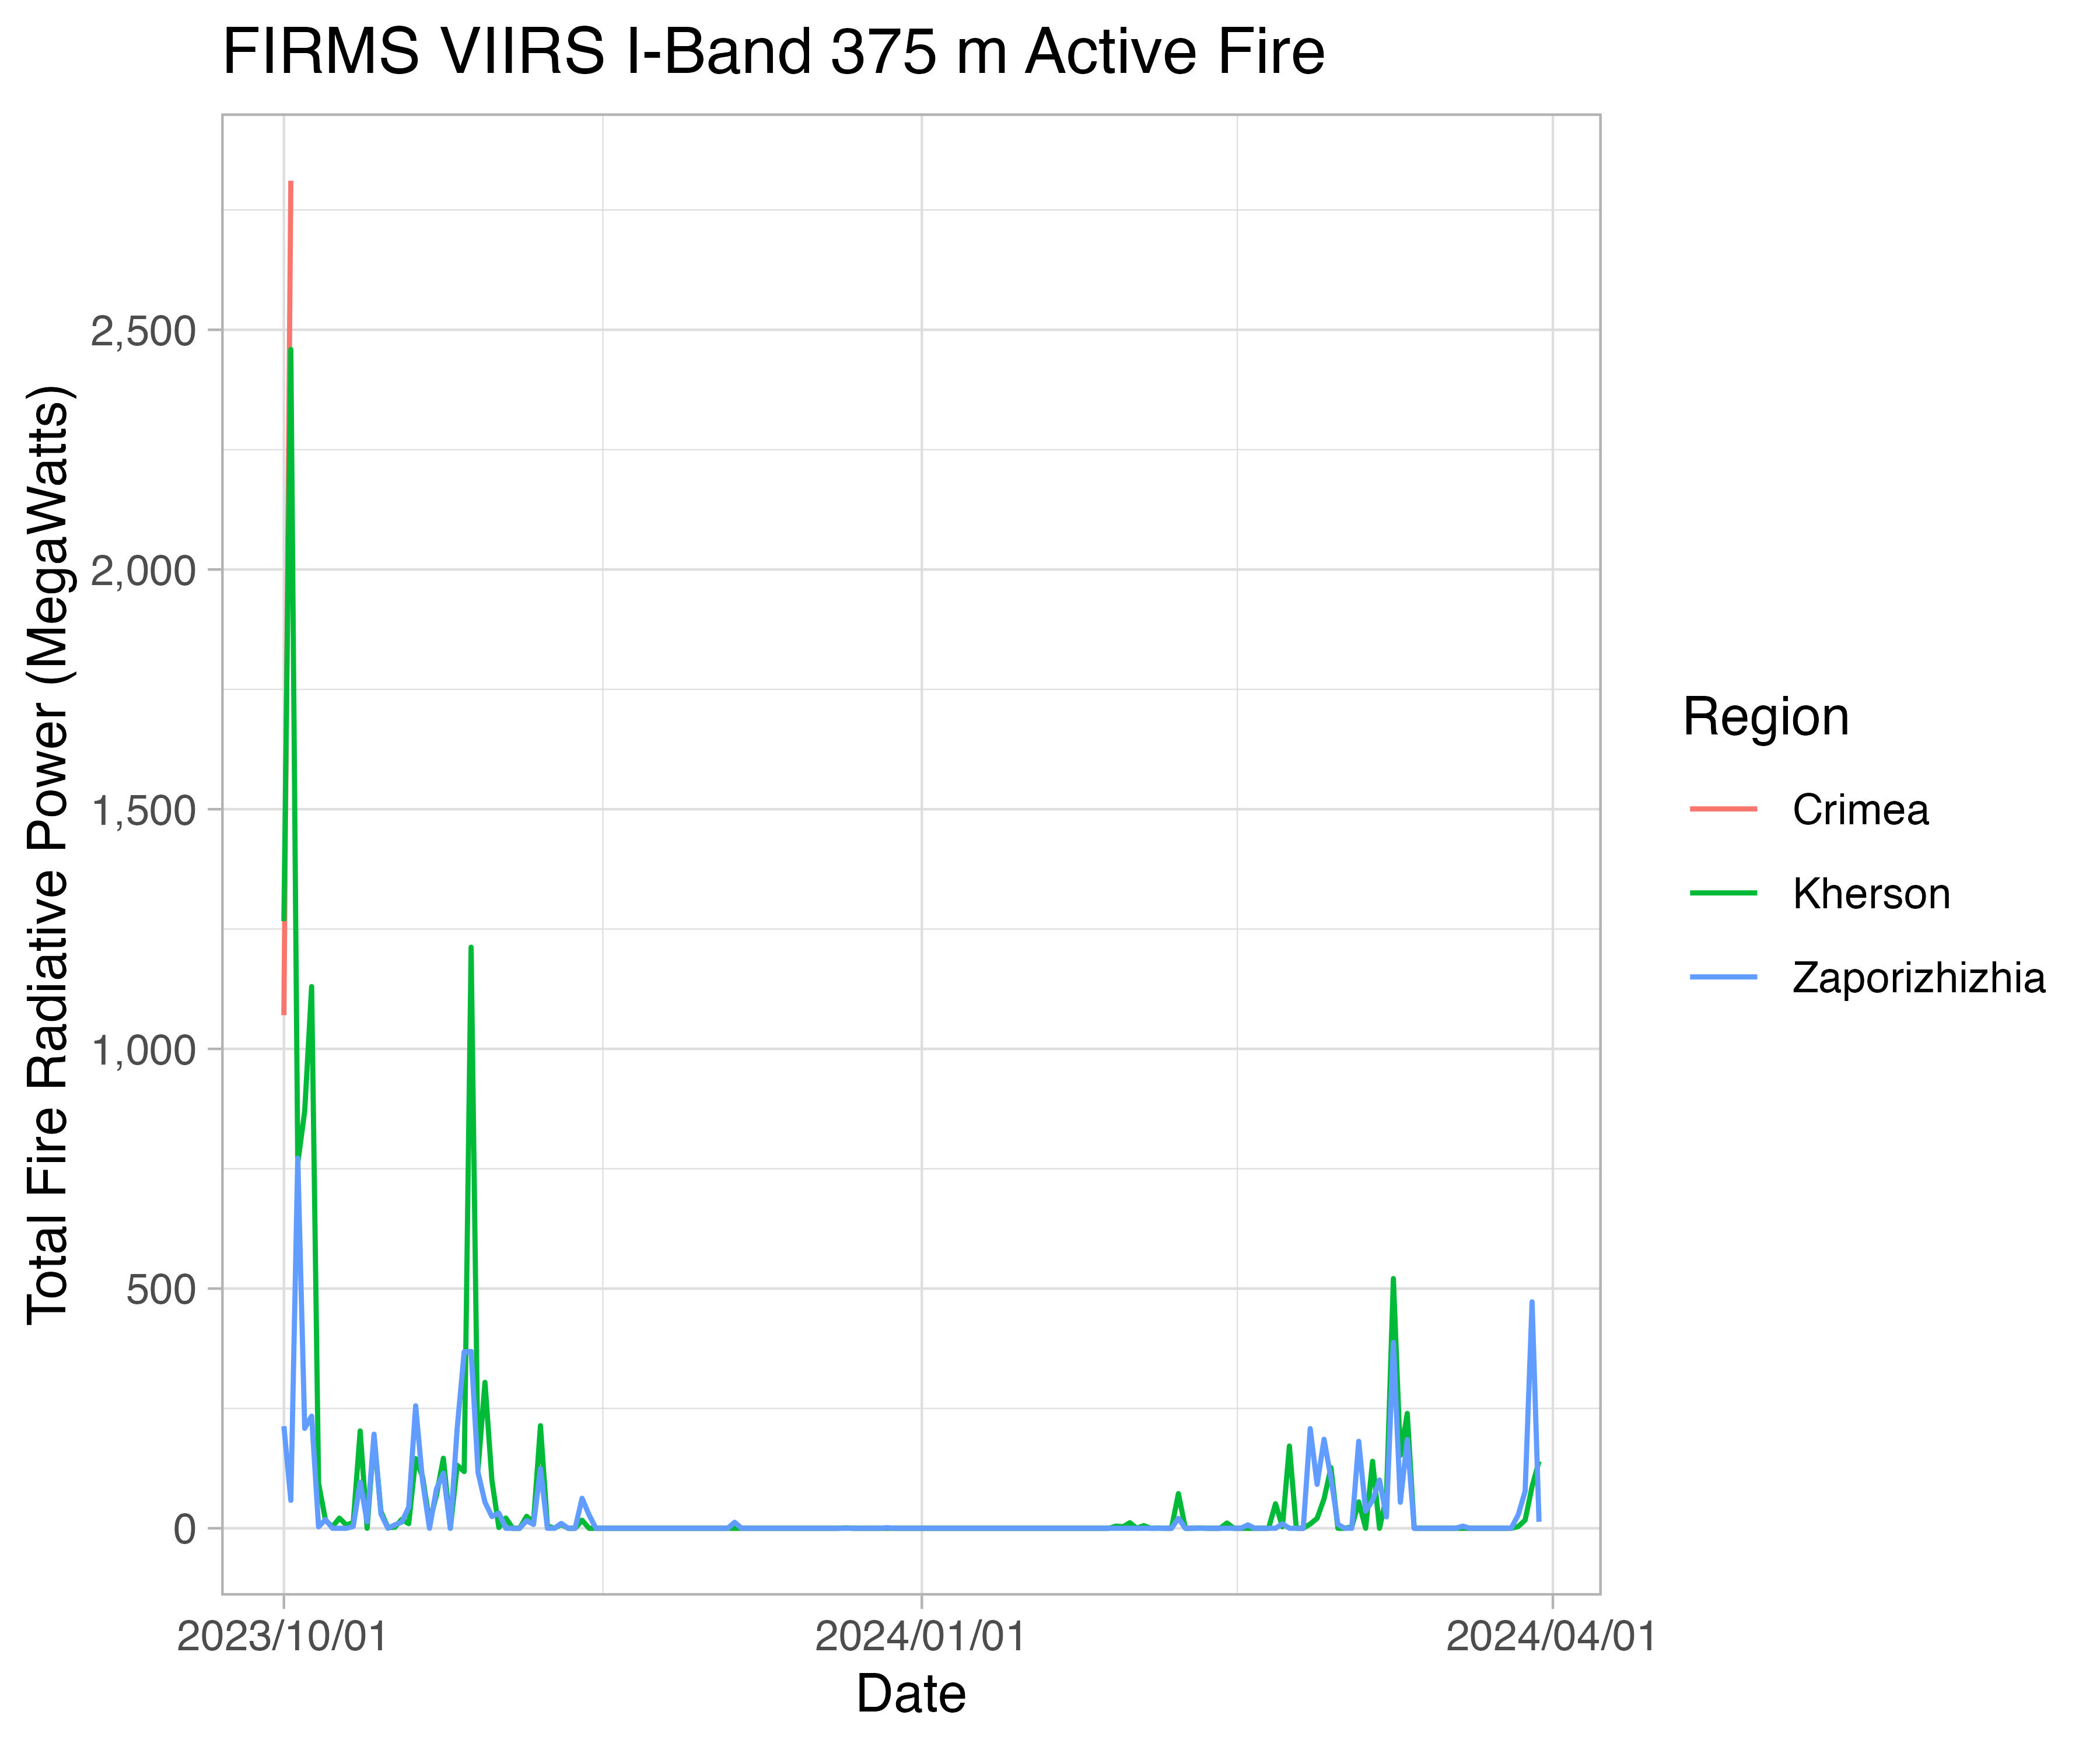 FIRMS VIIRS I-Band 375 m Active Fire
Total Fire Radiative Power (MegaWatts)
2,500
2,000
1,500
1,000
500
0
2023/10/01
2024/01/01
2024/04/01
Date
Region
Crimea
Kherson
Zaporizhizhia